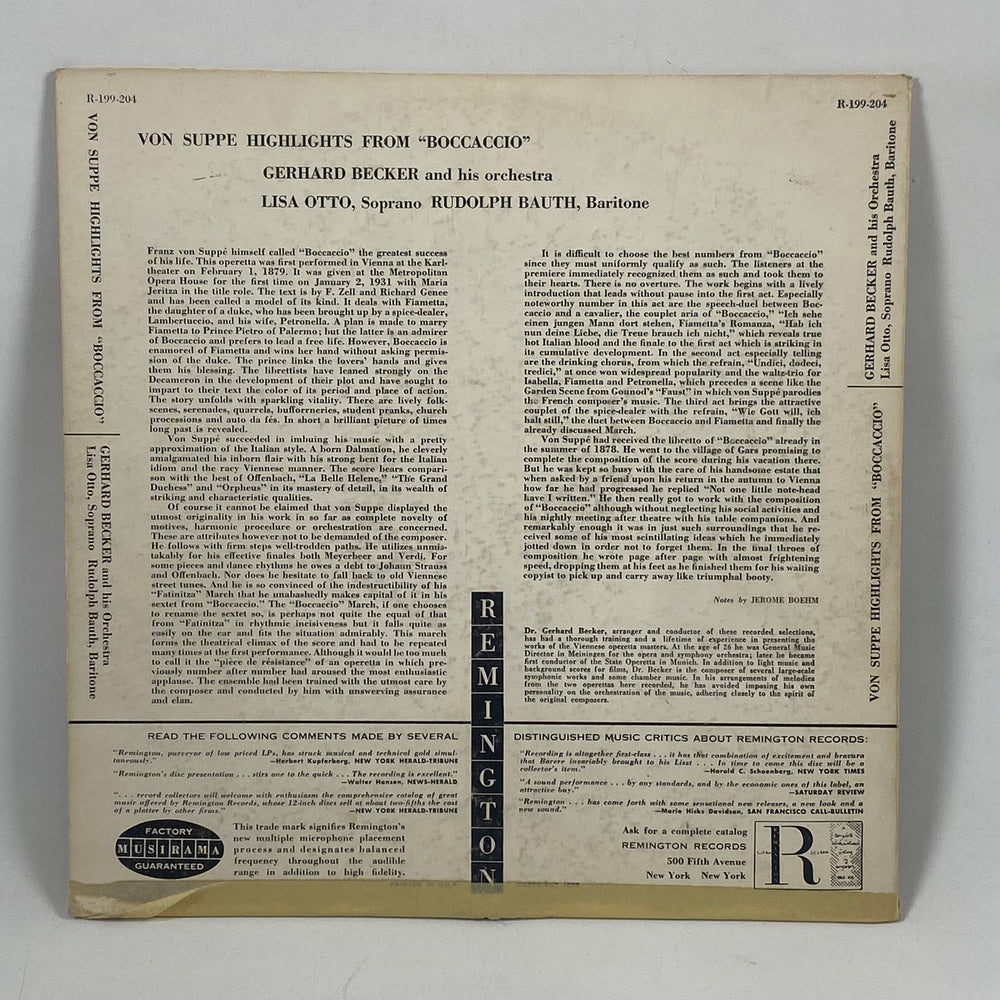 R-199-204
R-199-204
VON SUPPE HIGHLIGHTS FROM "BOCCACCIO"
GERHARD BECKER and his orchestra
LISA OTTO, Soprano RUDOLPH BAUTH, Baritone
VON SUPPE HIGHLIGHTS FROM "BOCCACCIO"
GERHARD BECKER and his Orchestra
Lisa Otto, Soprano Rudolph Bauth, Baritone
Franz von Suppé himself called "Boccaccio" the greatest success
of his life. This operetta was first performed in Vienna at the Karl-
theater on February 1, 1879. It was given at the Metropolitan
Opera House for the first time on January 2, 1931 with Maria
Jeritza in the title role. The text is by F. Zell and Richard Genee
and has been called a model of its kind. It deals with Fiametta,
the daughter of a duke, who has been brought up by a spice-dealer,
Lambertuccio, and his wife, Petronella. A plan is made to marry
Fiametta to Prince Pietro of Palermo; but the latter is an admirer
of Boccaccio and prefers to lead a free life. However, Boccaccio is
enamored of Fiametta and wins her hand without asking permis-
sion of the duke. The prince links the lovers' hands and gives
them his blessing. The librettists have leaned strongly on the
Decameron in the development of their plot and have sought to
impart to their text the color of its period and place of action.
The story unfolds with sparkling vitality. There are lively folk-
scenes, serenades, quarrels, bufforneries, student pranks, church
processions and auto da fés. In short a brilliant picture of times
long past is revealed.
Von Suppé succeeded in imbuing his music with a pretty
approximation of the Italian style. A born Dalmation, he cleverly
amalgamated his inborn flair with his strong bent for the Italian
idiom and the racy Viennese manner. The score bears compari-
son with the best of Offenbach, "La Belle Helene," "The Grand
Duchess" and "Orpheus" in its mastery of detail, in its wealth of
striking and characteristic qualities.
Of course it cannot be claimed that von Suppé displayed the
utmost originality in his work in so far as complete novelty of
motives, harmonic procedure or orchestration are concerned.
These are attributes however not to be demanded of the composer.
He follows with firm steps well-trodden paths. He utilizes unmis-
takably for his effective finales both Meyerbeer and Verdi. For
some pieces and dance rhythms he owes a debt to Johann Strauss
and Offenbach. Nor does he hesitate to fall back to old Viennese
street tunes. And he is so convinced of the indestructibility of his
"Fatinitza" March that he unabashedly makes capital of it in his
sextet from "Boccaccio." The "Boccaccio" March, if one chooses
to rename the sextet so, is perhaps not quite the equal of that
from "Fatinitza" in rhythmic incisiveness but it falls quite as
easily on the ear and fits the situation admirably. This march
forms the theatrical climax of the score and had to be repeated
many times at the first performance. Although it would be too much
to call it the "pièce de résistance" of an operetta in which pre-
viously number after number had aroused the most enthusiastic
applause. The ensemble had been trained with the utmost care by
the composer and conducted by him with unswerving assurance
and elan.
It is difficult to choose the best numbers from "Boccaccio"
since they must uniformly qualify as such. The listeners at the
premiere immediately recognized them as such and took them to
their hearts. There is no overture. The work begins with a lively
introduction that leads without pause into the first act. Especially
noteworthy number in this act are the speech-duel between Boc-
caccio and a cavalier, the couplet aria of "Boccaccio," "Ich sehe
einen jungen Mann dort stehen, Fiametta's Romanza, "Hab ich
nun deine Liebe, die Treue brauch ich nicht," which reveals true
hot Italian blood and the finale to the first act which is striking in
its cumulative development. In the second act especially telling
are the drinking chorus, from which the refrain, "Undici, dodeci,
tredici," at once won widespread popularity and the waltz-trio for
Isabella, Fiametta and Petronella, which precedes a scene like the
Garden Scene from Gounod's "Faust" in which von Suppé parodies
the French composer's music. The third act brings the attractive
couplet of the spice-dealer with the refrain, "Wie Gott will, ich
halt still," the duet between Boccaccio and Fiametta and finally the
already discussed March.
Von Suppé had received the libretto of "Boccaccio" already in
the summer of 1878. He went to the village of Gars promising to
complete the composition of the score during his vacation there.
But he was kept so busy with the care of his handsome estate that
when asked by a friend upon his return in the autumn to Vienna
how far he had progressed he replied "Not one little note-head
have I written." He then really got to work with the composition
of "Boccaccio" although without neglecting his social activities and
his nightly meeting after theatre with his table companions. And
remarkably enough it was in just such surroundings that he re-
ceived some of his most scintillating ideas which he immediately
jotted down in order not to forget them. In the final throes of
composition he wrote page after page with almost frightening
speed, dropping them at his feet as he finished them for his waiting
copyist to pick up and carry away like triumphal booty.
Notes by JEROME BOEHM
Dr. Gerhard Becker, arranger and conductor of these recorded selections,
has had a thorough training and a lifetime of experience in presenting
the works of the Viennese operetta masters. At the age of 26 he was General Music
Director in Meiningen for the opera and symphony orchestra; later he became
first conductor of the State Operetta in Munich. In addition to light music and
background scores for films, Dr. Becker is the composer of several large-scale
symphonic works and some chamber music. In his arrangements of melodies
from the two operettas here recorded, he has avoided imposing his own
personality on the orchestration of the music, adhering closely to the spirit of
the original composers.
GERHARD BECKER and his Orchestra
Lisa Otto, Soprano Rudolph Bauth, Baritone
VON SUPPE HIGHLIGHTS FROM "BOCCACCIO"
REMINGTON
READ THE FOLLOWING COMMENTS MADE BY SEVERAL
DISTINGUISHED MUSIC CRITICS ABOUT REMINGTON RECORDS:
"Remington, purveyor of low priced LPs, has struck musical and technical gold simul-
taneously." —Herbert Kupferberg, NEW YORK HERALD-TRIBUNE
"Remington's disc presentation . . . stirs one to the quick . . . The recording is excellent."
—Walter Hansen, NEWS-HERALD
". . . record collectors will welcome with enthusiasm the comprehensive catalog of great
music offered by Remington Records, whose 12-inch discs sell at about two-fifths the cost
of a platter by other firms." —NEW YORK HERALD-TRIBUNE
"Recording is altogether first-class . . . it has that combination of excitement and bravura
that Barere invariably brought to his Liszt . . . In time to come this disc will be a
collector's item." —Harold C. Schoenberg, NEW YORK TIMES
"A sound performance . . . by any standards, and by the economic ones of this label, an
attractive buy." —SATURDAY REVIEW
"Remington . . . has come forth with some sensational new releases, a new look and a
new sound." —Marie Hicks Davidson, SAN FRANCISCO CALL-BULLETIN
FACTORY
MUSIRAMA
GUARANTEED
This trade mark signifies Remington's
new multiple microphone placement
process and designates balanced
frequency throughout the audible
range in addition to high fidelity.
Ask for a complete catalog
REMINGTON RECORDS
500 Fifth Avenue
New York New York
R
PRINTED IN U.S.A.